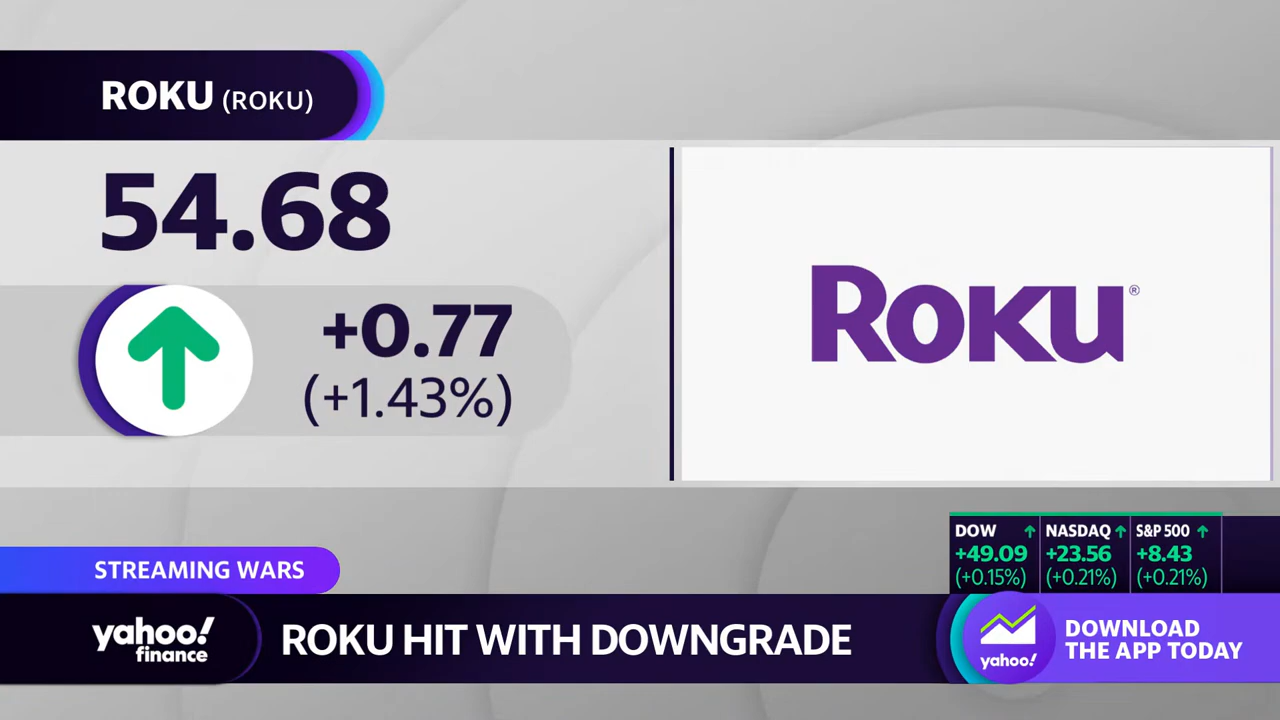 ROKU (ROKU)
54.68
+0.77
(+1.43%)
ROKU®
DOW
+49.09
(+0.15%)
NASDAQ
+23.56
(+0.21%)
S&P 500
+8.43
(+0.21%)
STREAMING WARS
yahoo!
finance
ROKU HIT WITH DOWNGRADE
yahoo!
DOWNLOAD
THE APP TODAY